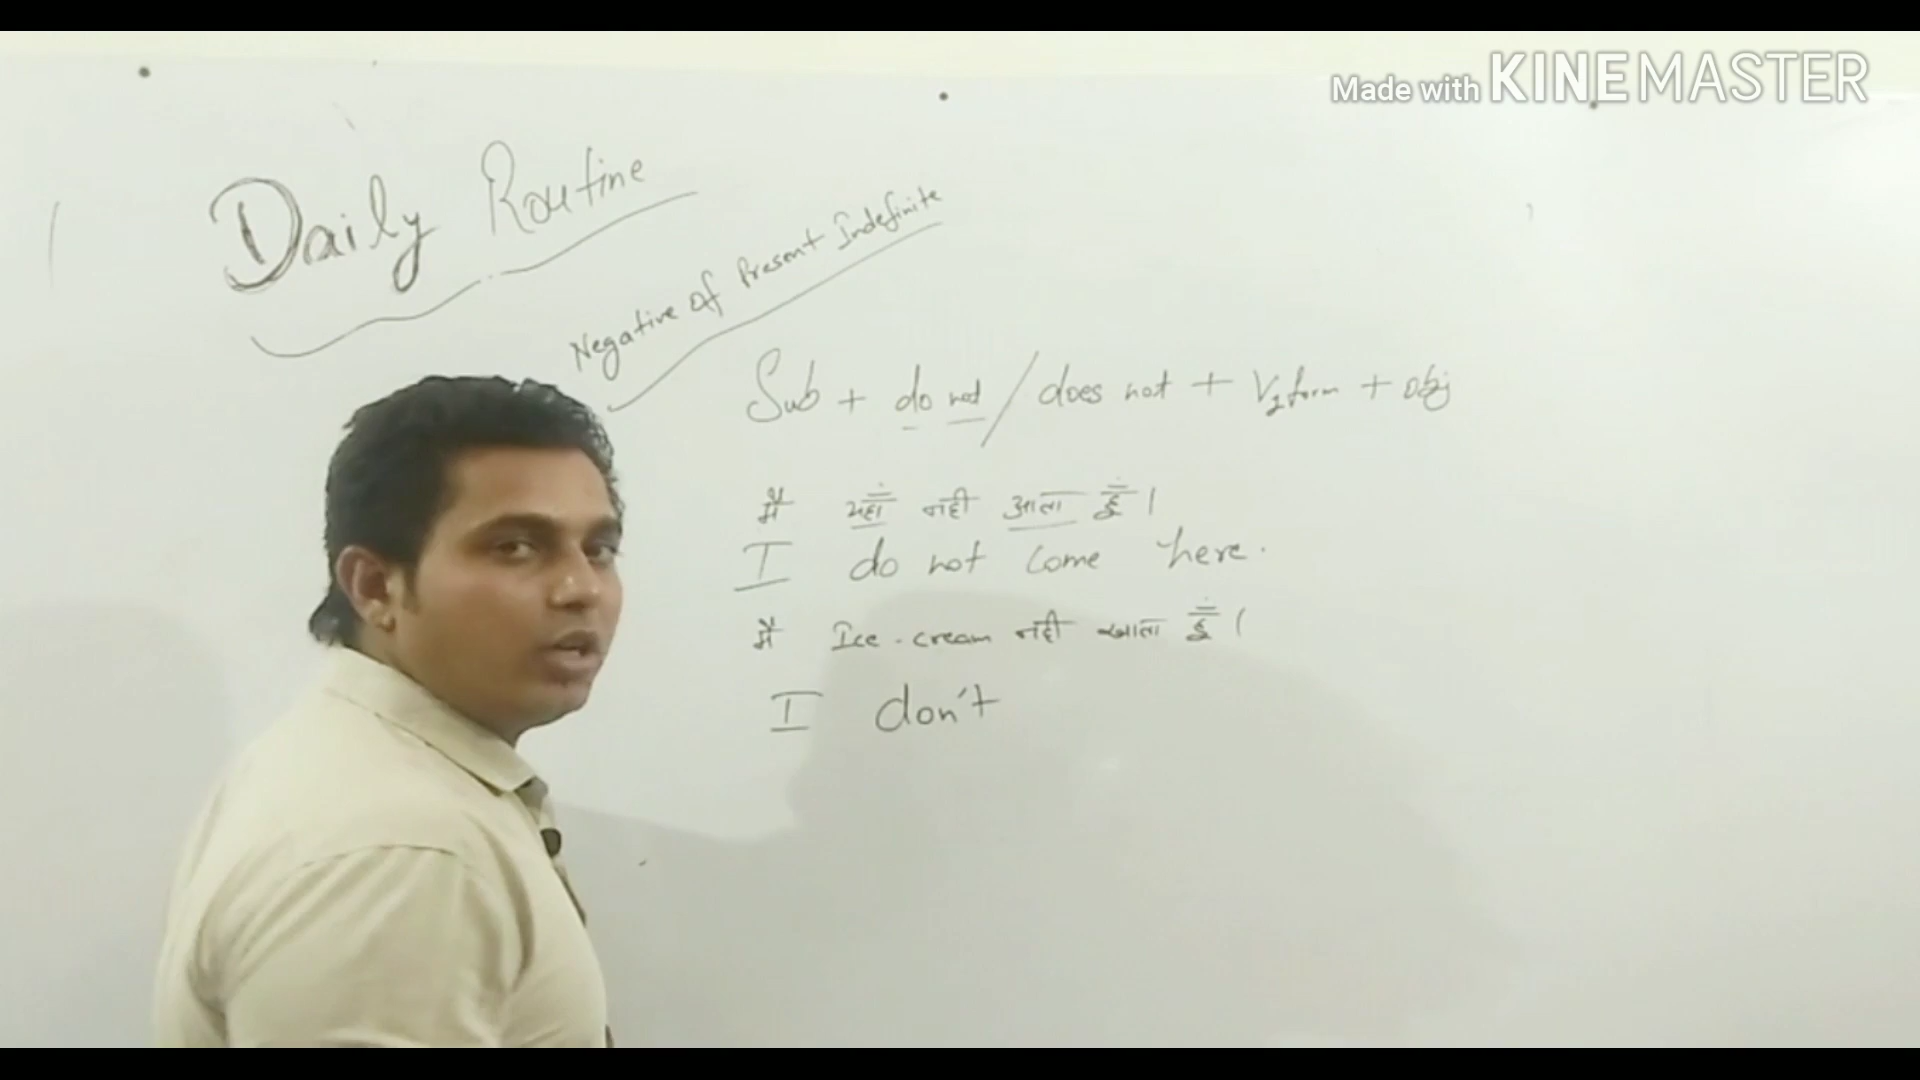 Made with KINEMASTER
Daily Routine
Negative of Present Indefinite
Sub + do not / does not + V1 form + obj
मैं यहाँ नही आता हूँ।
I do not come here.
मैं Ice-cream नही खाता हूँ।
I don't